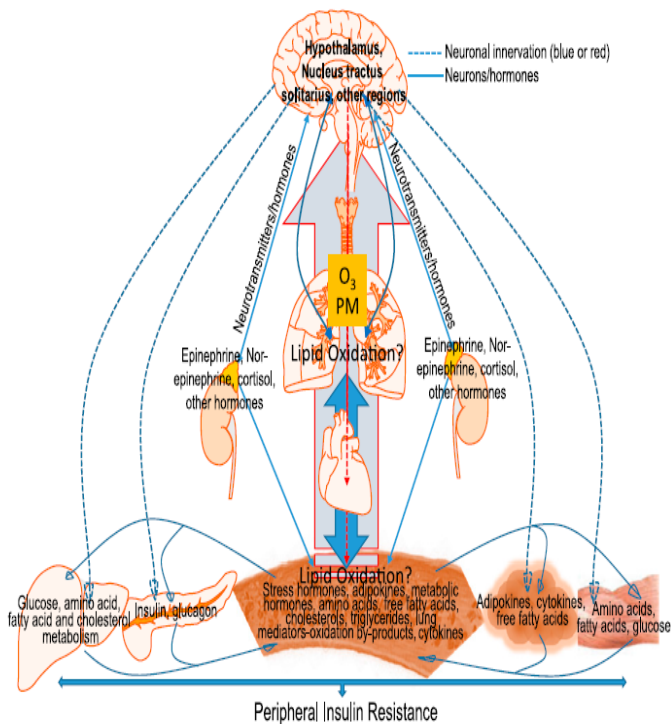 Hypothalamus,
Nucleus tractus
solitarius, other regions
Neuronal innervation (blue or red)
Neurons/hormones
Neurotransmitters/hormones
Neurotransmitters/hormones
O3
PM
Lipid Oxidation?
Epinephrine, Nor-
epinephrine, cortisol,
other hormones
Epinephrine, Nor-
epinephrine, cortisol,
other hormones
Glucose, amino acid,
fatty acid and cholesterol
metabolism
Insulin, glucagon
Lipid Oxidation?
Stress hormones, adipokines, metabolic
hormones, amino acids, free fatty acids,
cholesterols, triglycerides, lung
mediators-oxidation by-products, cytokines
Adipokines, cytokines,
free fatty acids
Amino acids,
fatty acids, glucose
Peripheral Insulin Resistance